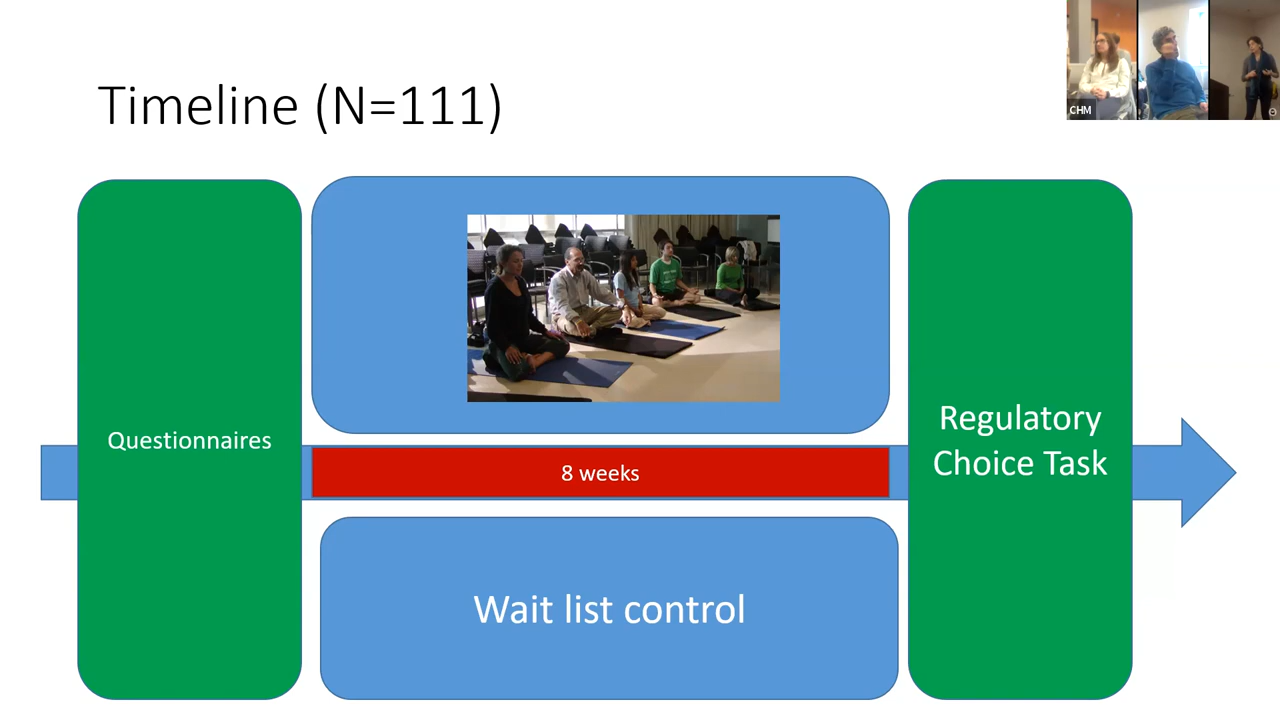 CHM
Timeline (N=111)
Questionnaires
8 weeks
Regulatory
Choice Task
Wait list control